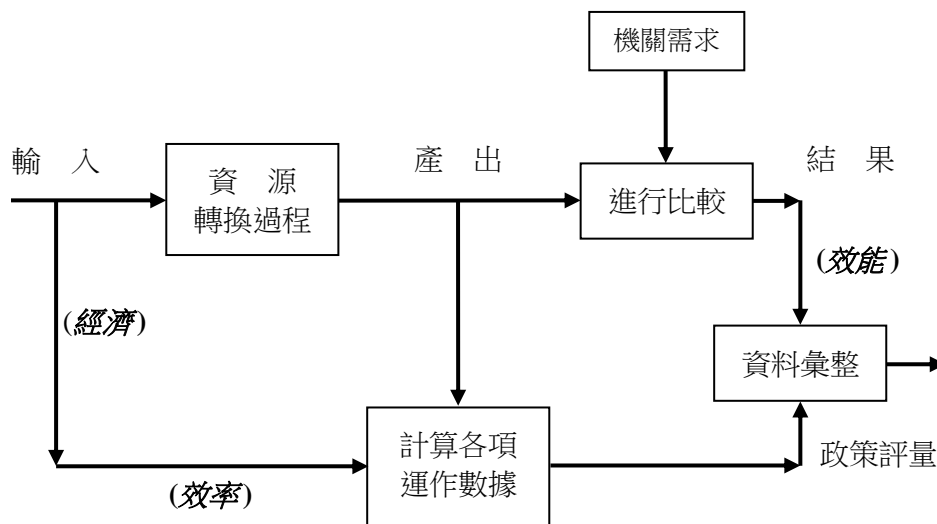 機關需求
輸　入
資　源
轉換過程
產　出
進行比較
結　果
(效能)
(經濟)
資料彙整
計算各項
運作數據
政策評量
(效率)